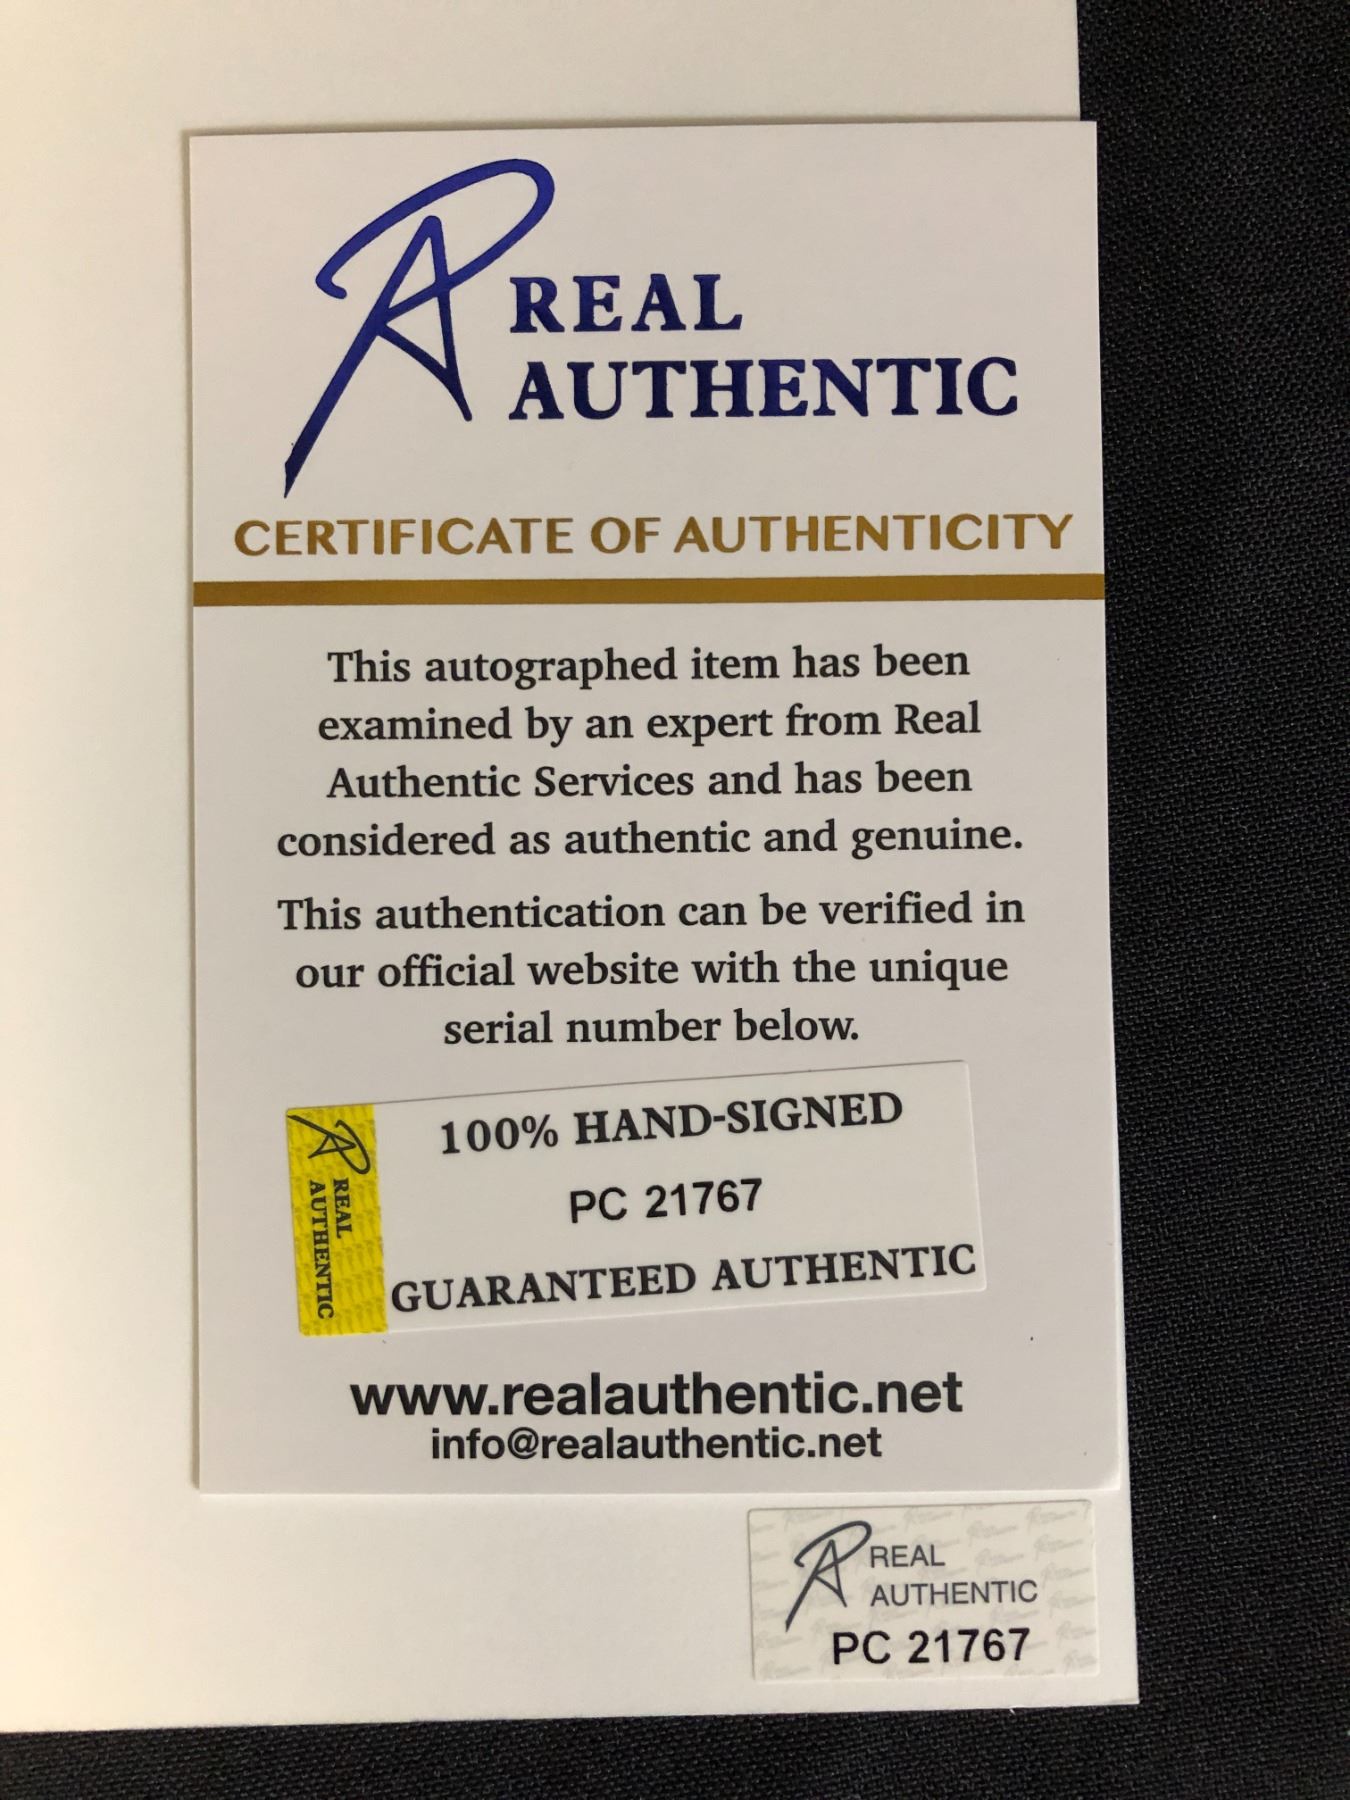 REAL
AUTHENTIC
CERTIFICATE OF AUTHENTICITY
This autographed item has been
examined by an expert from Real
Authentic Services and has been
considered as authentic and genuine.
This authentication can be verified in
our official website with the unique
serial number below.
REAL
AUTHENTIC
100% HAND-SIGNED
PC 21767
GUARANTEED AUTHENTIC
www.realauthentic.net
info@realauthentic.net
REAL
AUTHENTIC
PC 21767